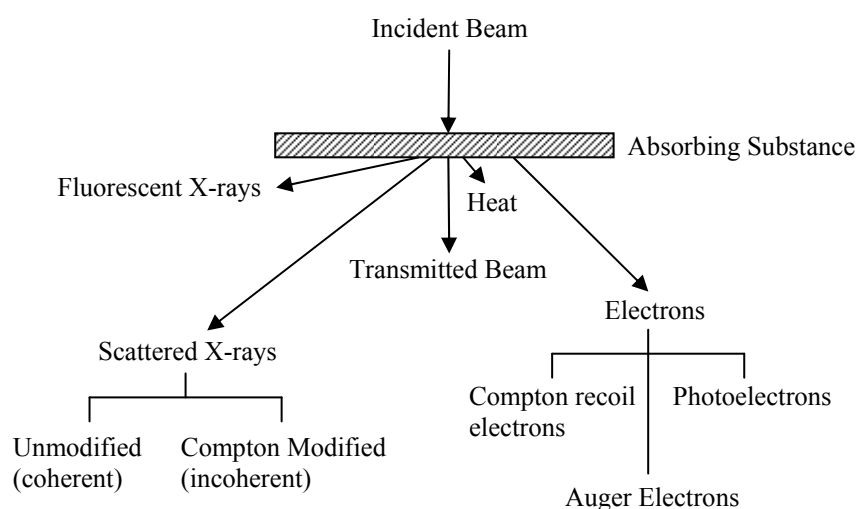 Incident Beam
Absorbing Substance
Fluorescent X-rays
Heat
Transmitted Beam
Electrons
Scattered X-rays
Compton recoil
electrons
Photoelectrons
Unmodified
(coherent)
Compton Modified
(incoherent)
Auger Electrons